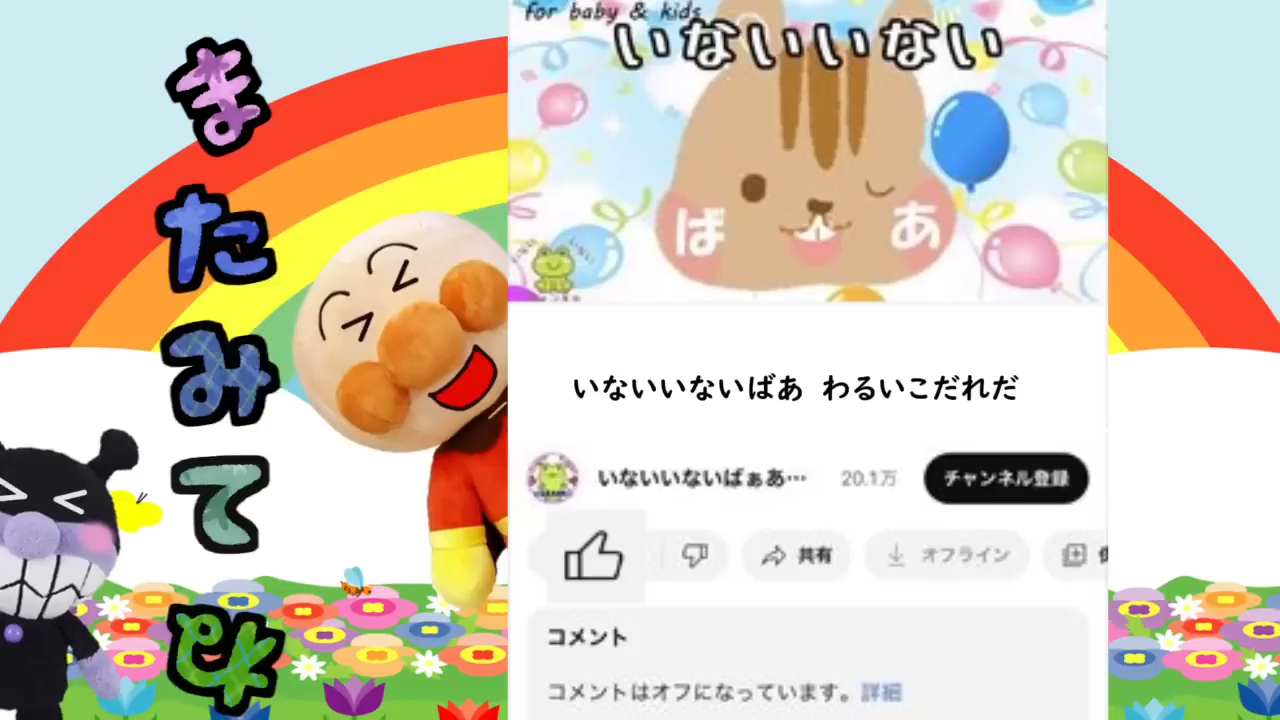 またみてね
for baby & kids
いないいない
ばあ
いないいないばあ わるいこだれだ
いないいないばぁあ… 20.1万 チャンネル登録
共有 オフライン
コメント
コメントはオフになっています。詳細